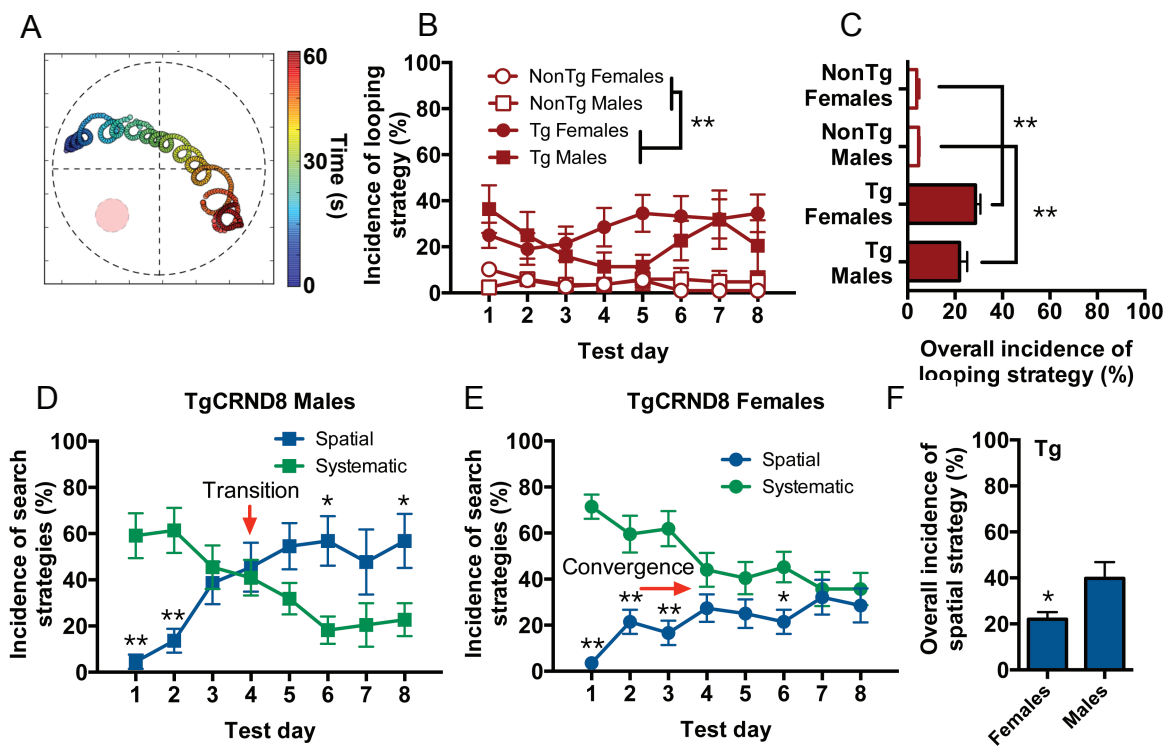 A
60
30
0
Time (s)
B
Incidence of looping
strategy (%)
100
80
60
40
20
0
NonTg Females
NonTg Males
Tg Females
Tg Males
**
1 2 3 4 5 6 7 8
Test day
C
NonTg
Females
NonTg
Males
Tg
Females
Tg
Males
**
**
0 20 40 60 80 100
Overall incidence of
looping strategy (%)
D
TgCRND8 Males
Spatial
Systematic
Incidence of search
strategies (%)
100
80
60
40
20
0
Transition
* *
**
**
1 2 3 4 5 6 7 8
Test day
E
TgCRND8 Females
Spatial
Systematic
Incidence of search
strategies (%)
100
80
60
40
20
0
Convergence
**
**
*
**
1 2 3 4 5 6 7 8
Test day
F
Tg
Overall incidence of
spatial strategy (%)
100
80
60
40
20
0
*
Females
Males